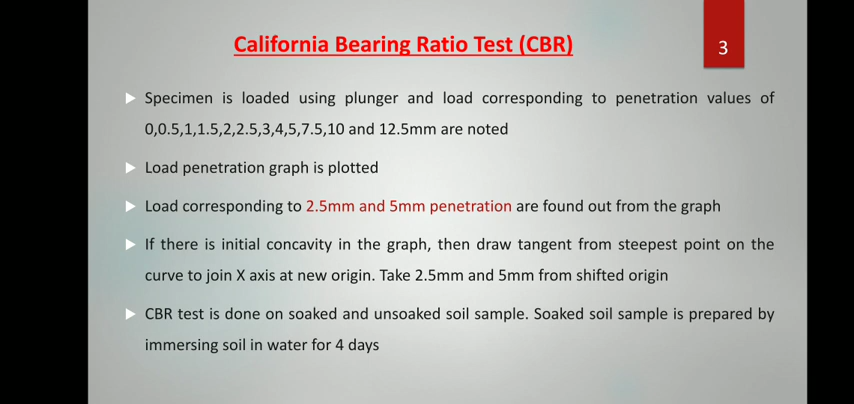 California Bearing Ratio Test (CBR)
3
Specimen is loaded using plunger and load corresponding to penetration values of
0,0.5,1,1.5,2,2.5,3,4,5,7.5,10 and 12.5mm are noted
Load penetration graph is plotted
Load corresponding to 2.5mm and 5mm penetration are found out from the graph
If there is initial concavity in the graph, then draw tangent from steepest point on the
curve to join X axis at new origin. Take 2.5mm and 5mm from shifted origin
CBR test is done on soaked and unsoaked soil sample. Soaked soil sample is prepared by
immersing soil in water for 4 days